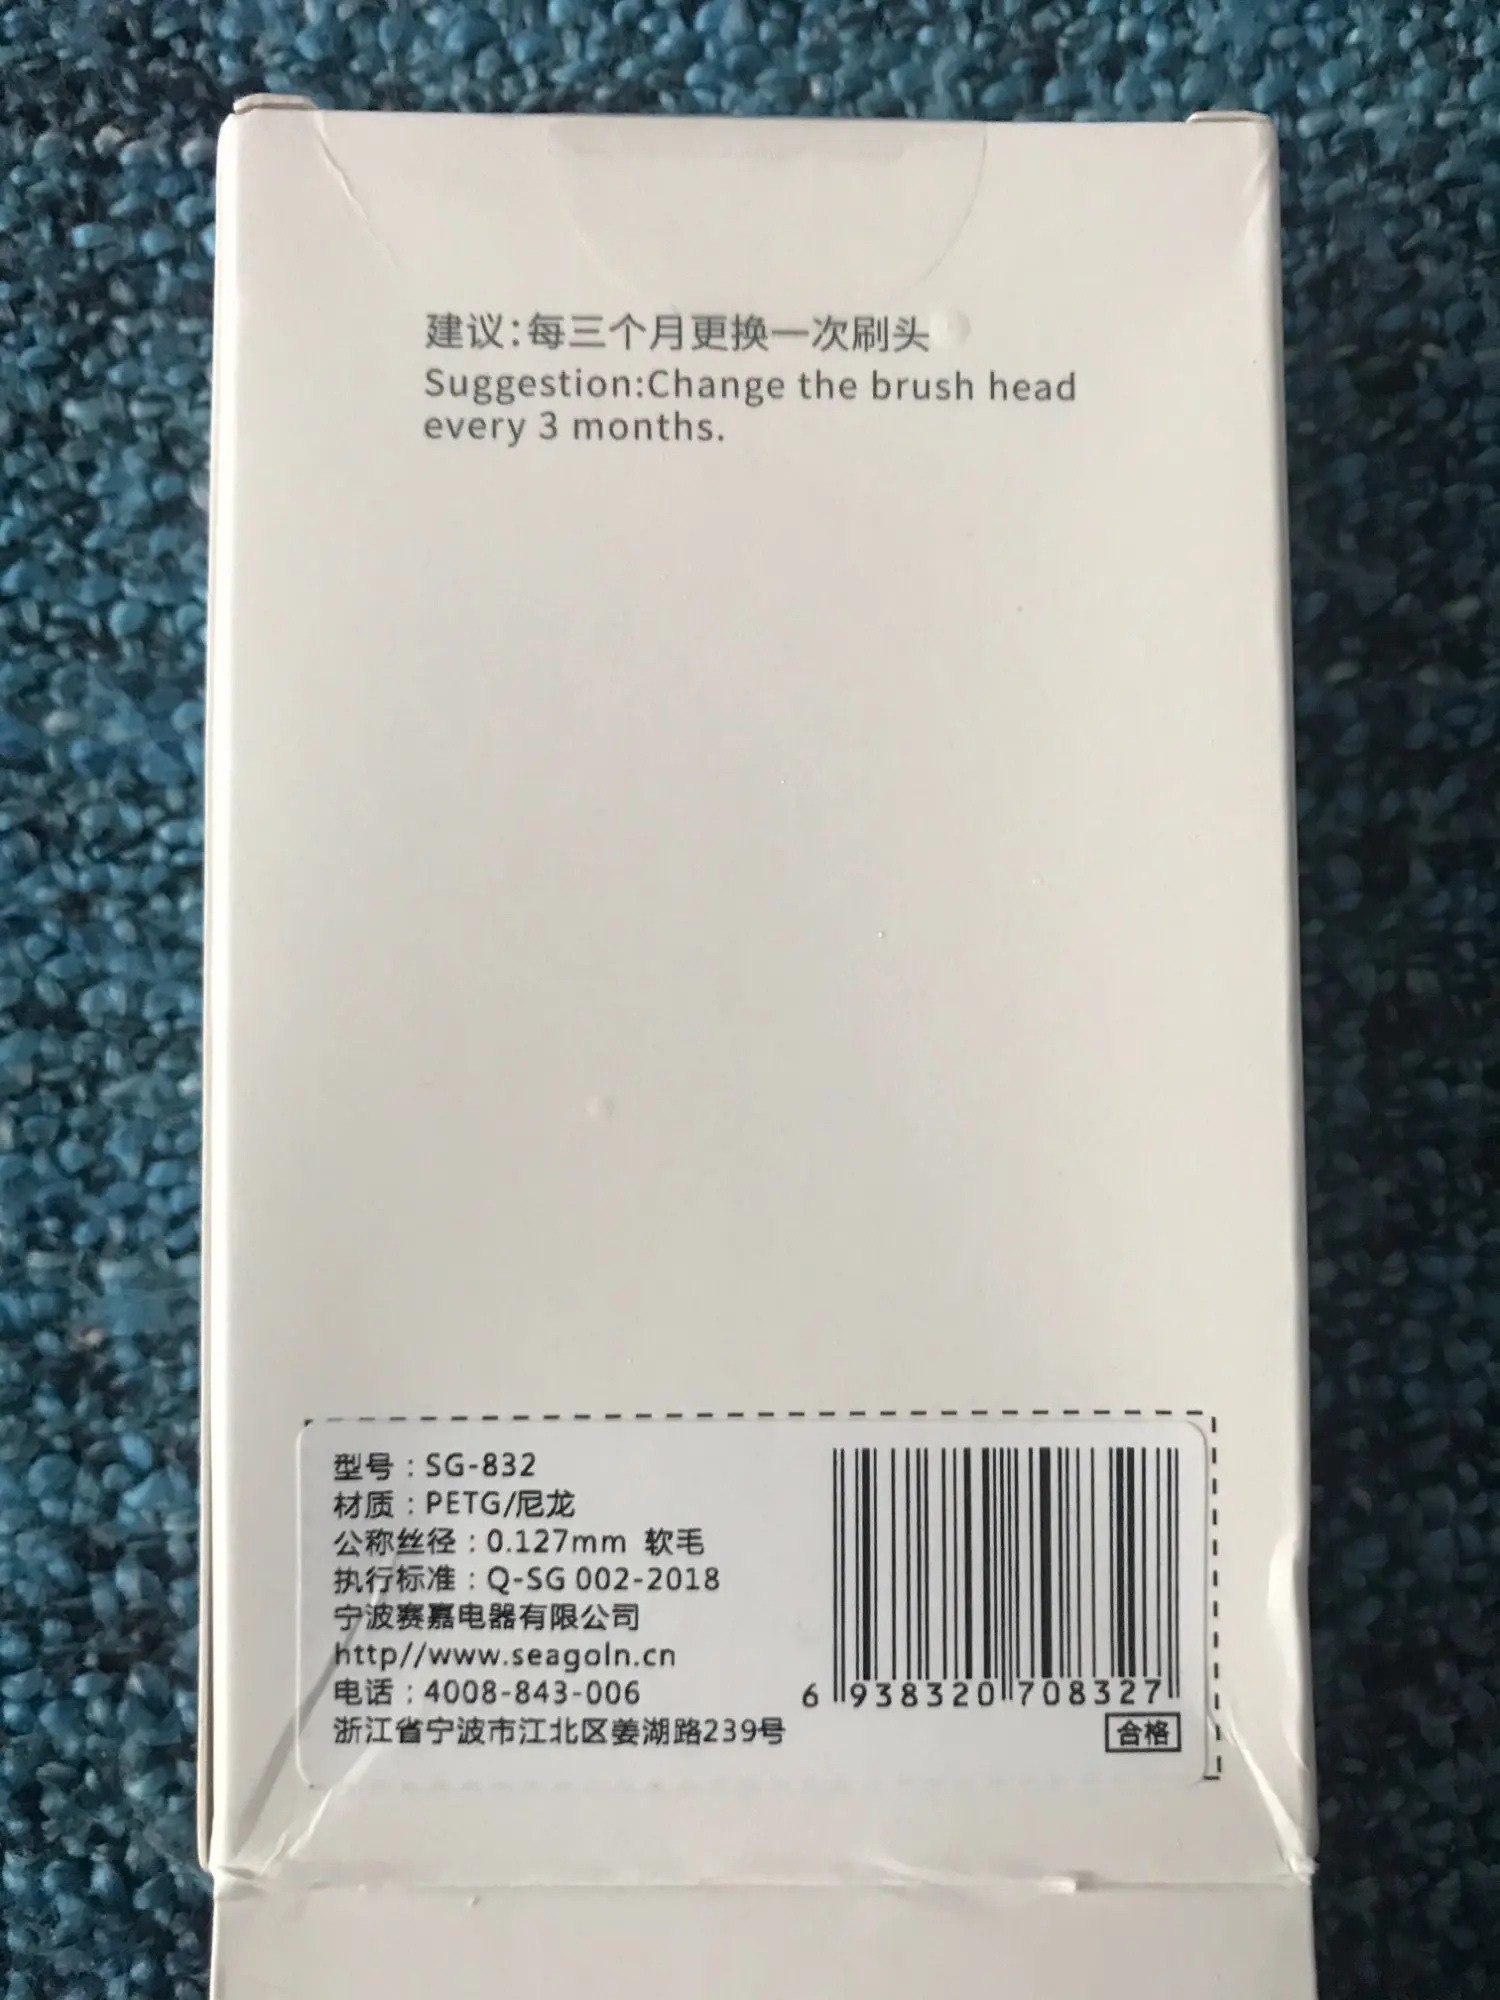 建议:每三个月更换一次刷头
Suggestion:Change the brush head
every 3 months.
型号：SG-832
材质：PETG/尼龙
公称丝径：0.127mm 软毛
执行标准：Q-SG 002-2018
宁波赛嘉电器有限公司
http//www.seagoln.cn
电话：4008-843-006
浙江省宁波市江北区姜湖路239号
6 938320 708327
合格